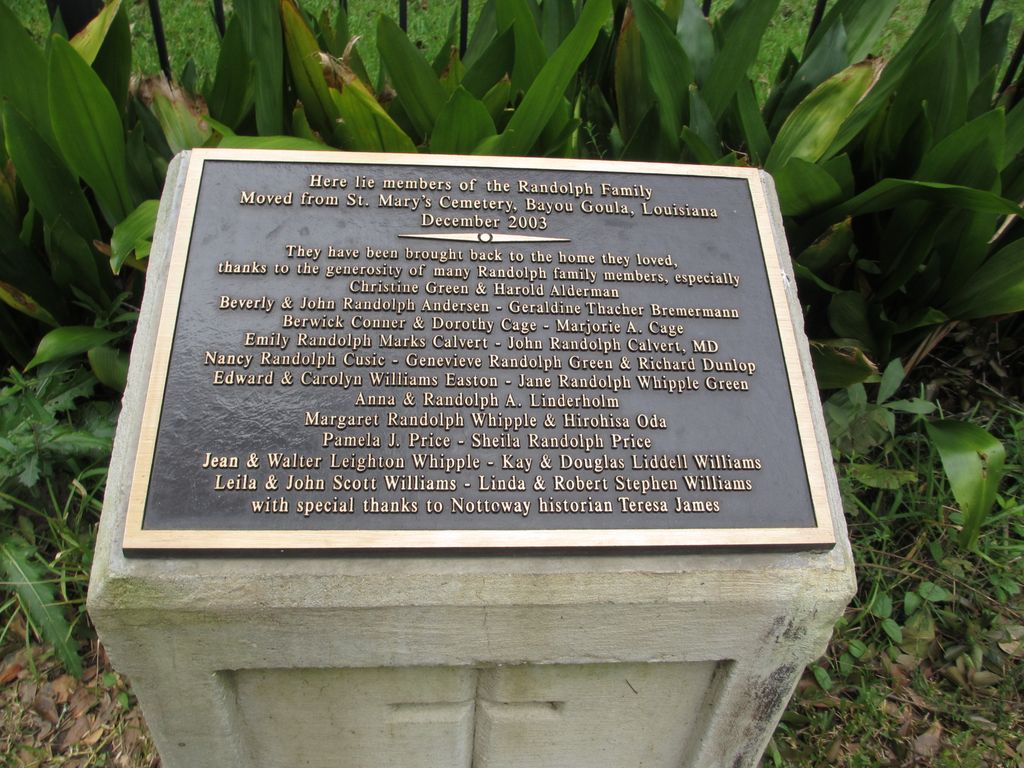 Here lie members of the Randolph Family
Moved from St. Mary's Cemetery, Bayou Goula, Louisiana
December 2003
They have been brought back to the home they loved,
thanks to the generosity of many Randolph family members, especially
Christine Green & Harold Alderman
Beverly & John Randolph Andersen - Geraldine Thacher Bremermann
Berwick Conner & Dorothy Cage - Marjorie A. Cage
Emily Randolph Marks Calvert - John Randolph Calvert, MD
Nancy Randolph Cusic - Genevieve Randolph Green & Richard Dunlop
Edward & Carolyn Williams Easton - Jane Randolph Whipple Green
Anna & Randolph A. Linderholm
Margaret Randolph Whipple & Hirohisa Oda
Pamela J. Price - Sheila Randolph Price
Jean & Walter Leighton Whipple - Kay & Douglas Liddell Williams
Leila & John Scott Williams - Linda & Robert Stephen Williams
with special thanks to Nottoway historian Teresa James